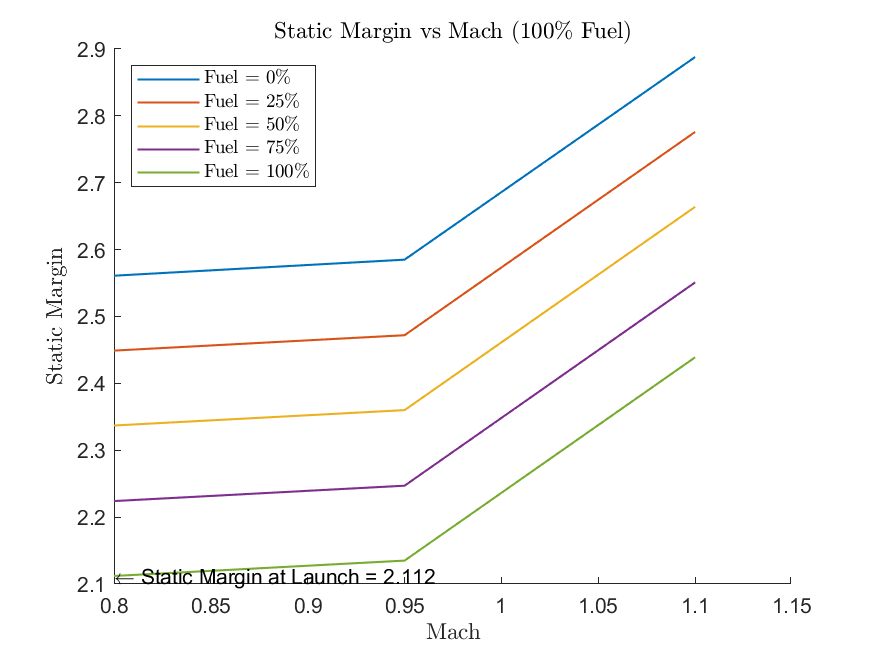 Static Margin vs Mach (100% Fuel)
2.9
2.8
2.7
2.6
2.5
2.4
2.3
2.2
2.1
Static Margin
Fuel = 0%
Fuel = 25%
Fuel = 50%
Fuel = 75%
Fuel = 100%
← Static Margin at Launch = 2.112
0.8 0.85 0.9 0.95 1 1.05 1.1 1.15
Mach